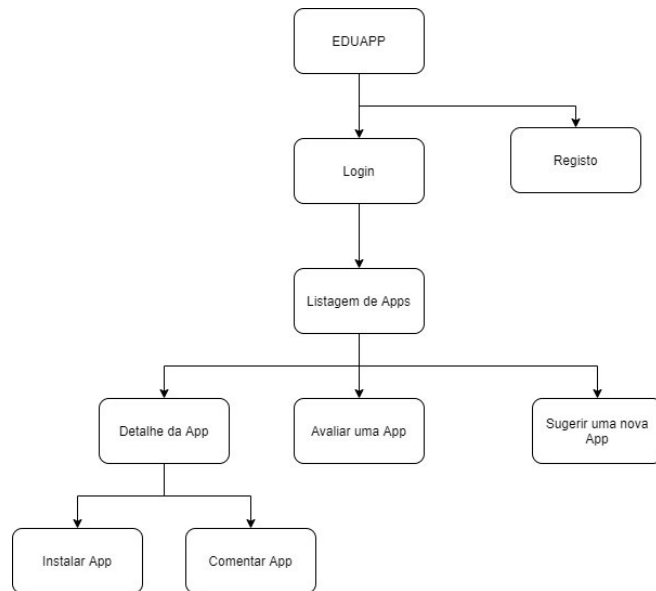 EDUAPP
Login
Registo
Listagem de Apps
Detalhe da App
Avaliar uma App
Sugerir uma nova
App
Instalar App
Comentar App